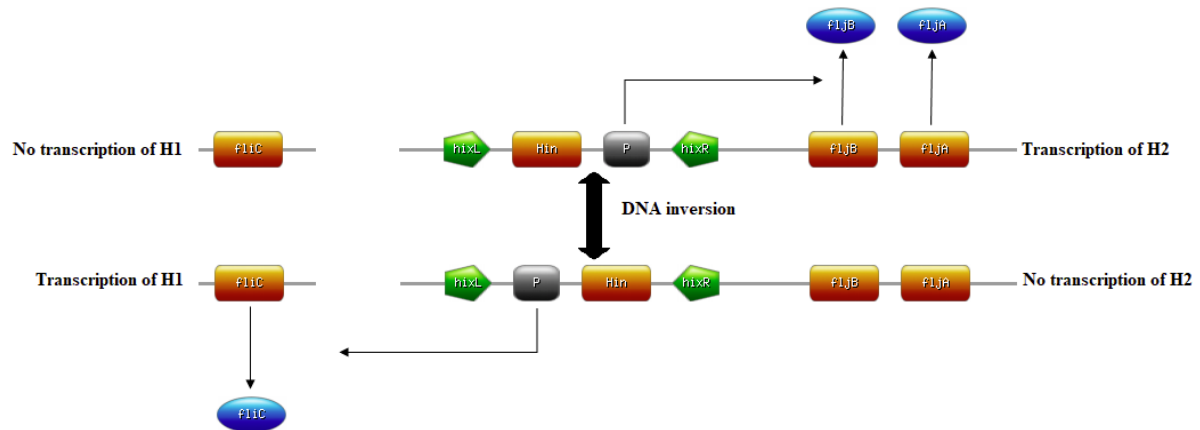 fljB fljA
No transcription of H1 fliC hixL Hin P hixR fljB fljA Transcription of H2
DNA inversion
Transcription of H1 fliC hixL P Hin hixR fljB fljA No transcription of H2
fliC